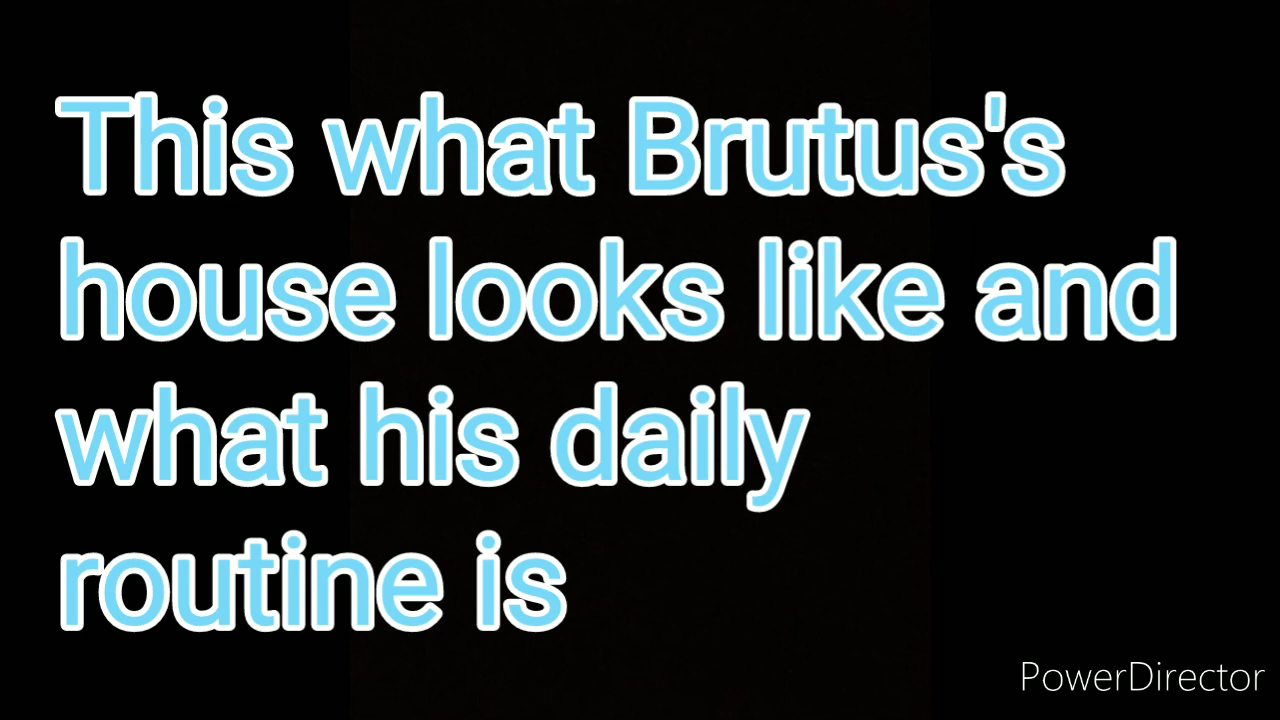 This what Brutus's
house looks like and
what his daily
routine is
PowerDirector